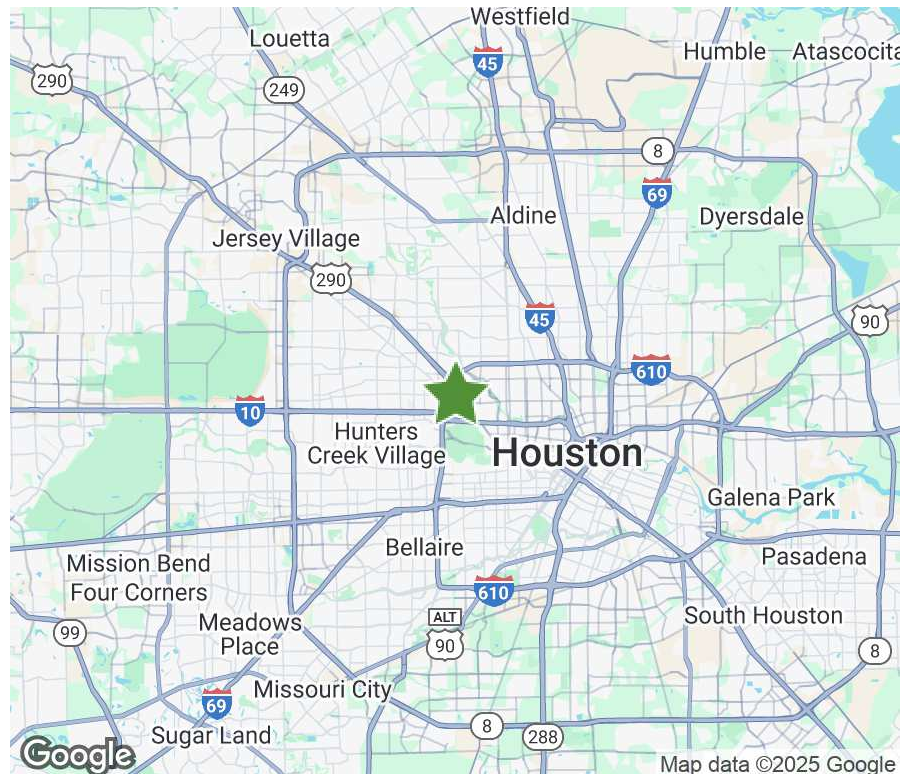 Westfield
Louetta
Humble
Atascocita
45
290
249
8
69
Aldine
Dyersdale
Jersey Village
290
45
90
610
10
Hunters
Creek Village
Houston
Galena Park
Bellaire
Pasadena
Mission Bend
Four Corners
610
ALT
90
South Houston
Meadows
Place
99
8
Missouri City
69
8
288
Sugar Land
Google
Map data ©2025 Google